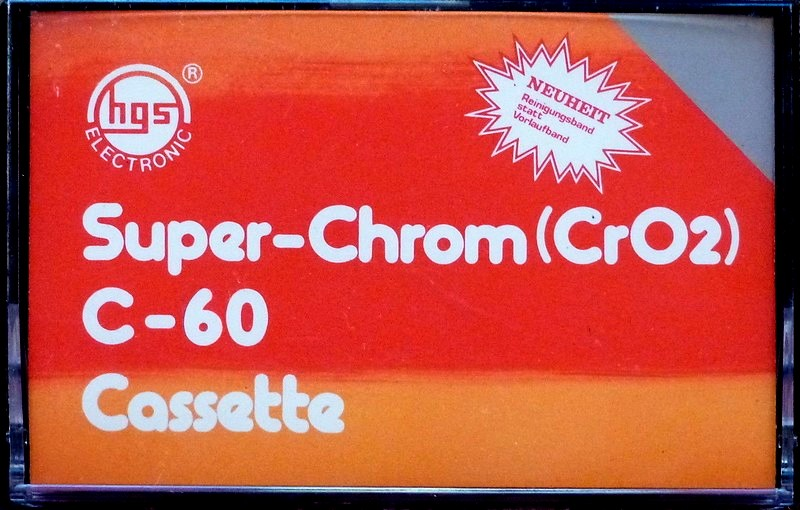 hgs
®
ELECTRONIC
NEUHEIT
Reinigungsband
statt
Vorlaufband
Super-Chrom (CrO2)
C-60
Cassette